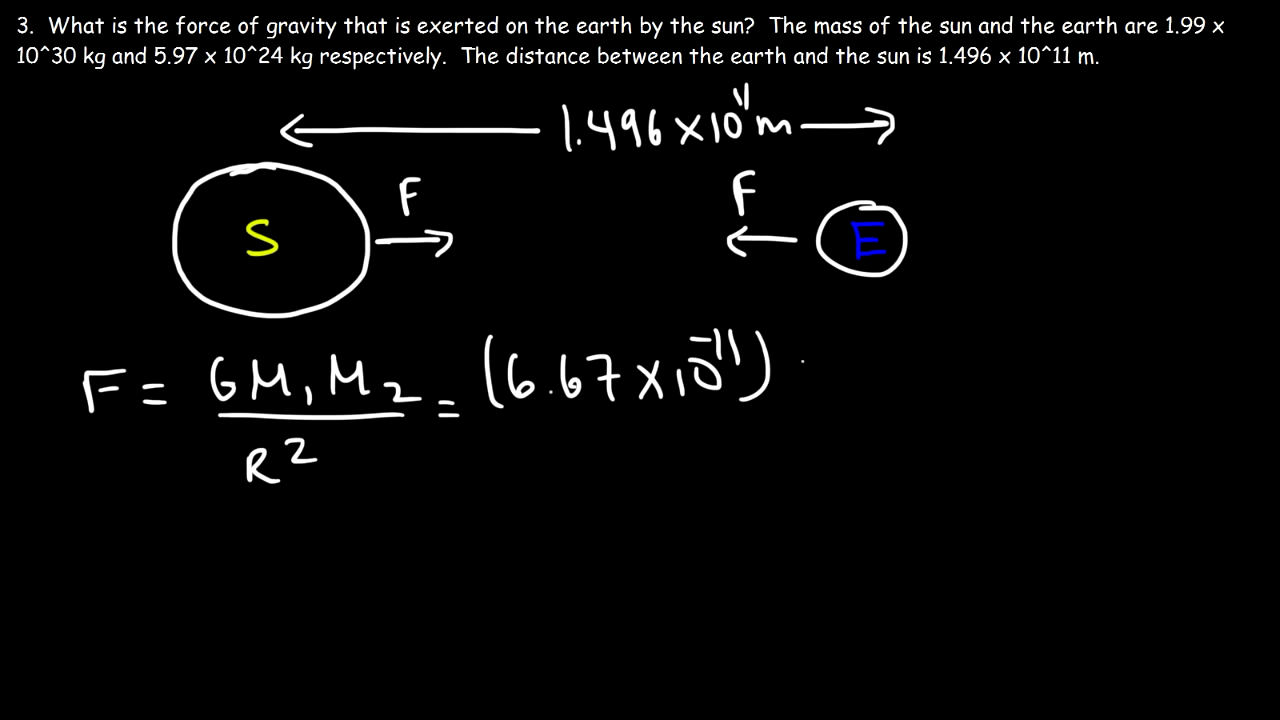 3. What is the force of gravity that is exerted on the earth by the sun? The mass of the sun and the earth are 1.99 x
10^30 kg and 5.97 x 10^24 kg respectively. The distance between the earth and the sun is 1.496 x 10^11 m.
1.496 x 10¹¹ m
F F
S E
F = GM₁M₂ / R² = (6.67 x 10⁻¹¹)